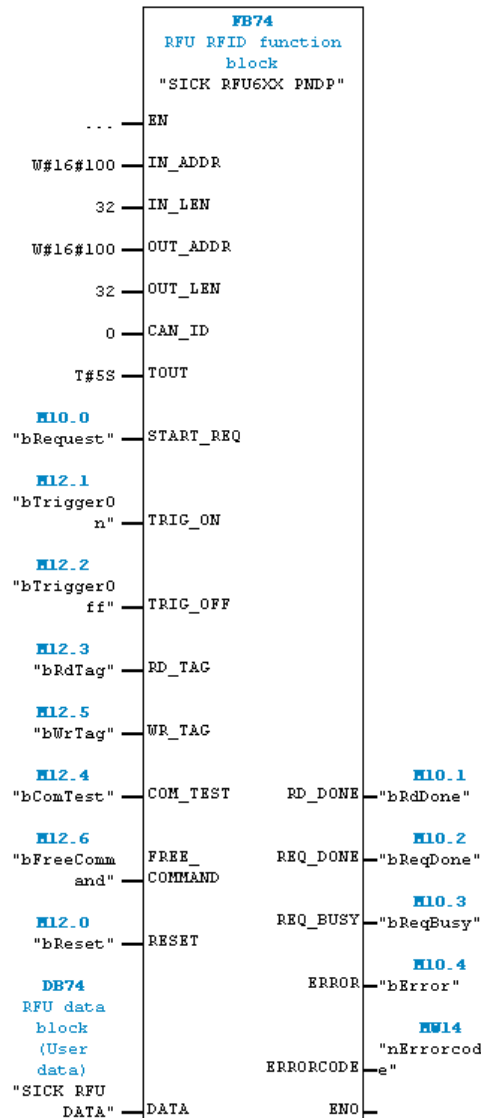 FB74
RFU RFID function
block
"SICK RFU6XX PNDP"
... EN
W#16#100 IN_ADDR
32 IN_LEN
W#16#100 OUT_ADDR
32 OUT_LEN
0 CAN_ID
T#5S TOUT
M10.0
"bRequest" START_REQ
M12.1
"bTriggerO
n" TRIG_ON
M12.2
"bTriggerO
ff" TRIG_OFF
M12.3
"bRdTag" RD_TAG
M12.5
"bWrTag" WR_TAG
M12.4 M10.1
"bComTest" COM_TEST RD_DONE "bRdDone"
M12.6 M10.2
"bFreeComm FREE_ REQ_DONE "bReqDone"
and" COMMAND
M10.3
M12.0 REQ_BUSY "bReqBusy"
"bReset" RESET
M10.4
DB74 ERROR "bError"
RFU data
block MW14
(User "nErrorcod
data) ERRORCODE e"
"SICK RFU
DATA" DATA ENO